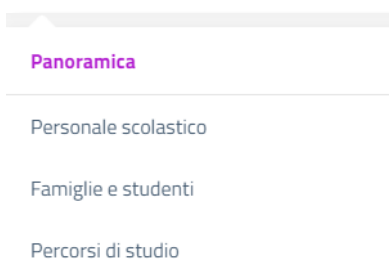 Panoramica
Personale scolastico
Famiglie e studenti
Percorsi di studio